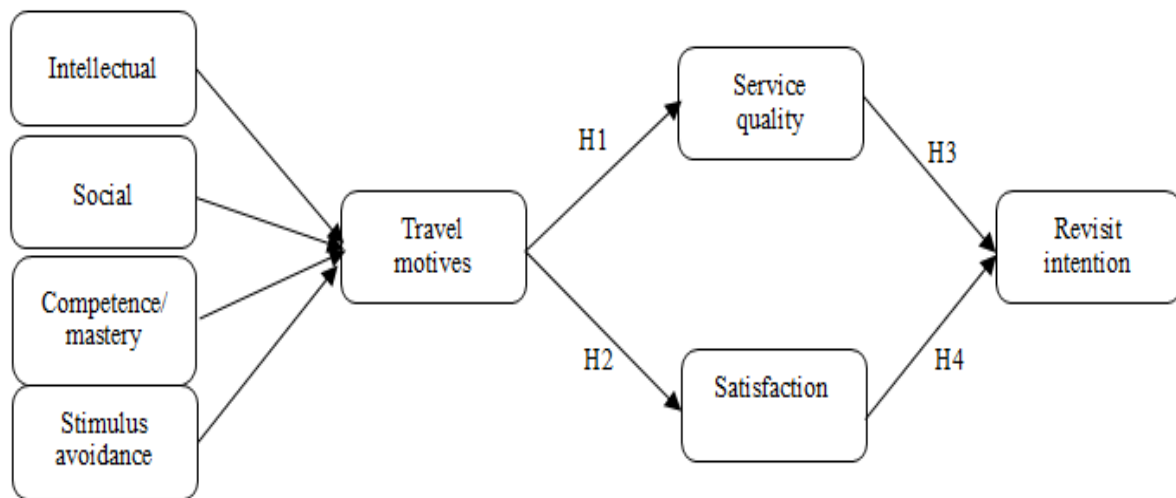 Intellectual
Social
Competence/
mastery
Stimulus
avoidance
Travel
motives
H1
H2
Service
quality
Satisfaction
H3
H4
Revisit
intention